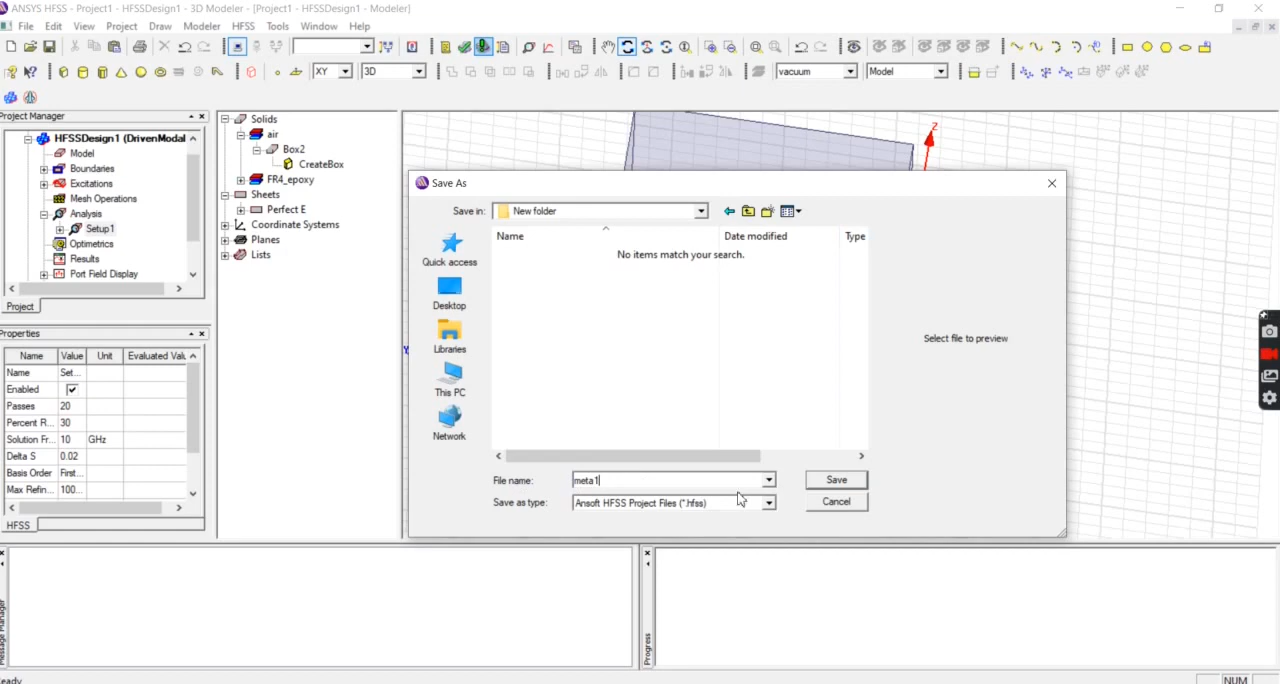 ANSYS HFSS - Project1 - HFSSDesign1 - 3D Modeler - [Project1 - HFSSDesign1 - Modeler]
File Edit View Project Draw Modeler HFSS Tools Window Help
XY 3D vacuum Model
Project Manager
HFSSDesign1 (DrivenModal
Model
Boundaries
Excitations
Mesh Operations
Analysis
Setup1
Optimetrics
Results
Port Field Display
Project
Properties
Name Value Unit Evaluated Valu
Name Set...
Enabled
Passes 20
Percent R... 30
Solution Fr... 10 GHz
Delta S 0.02
Basis Order First...
Max Refin... 100...
HFSS
Solids
air
Box2
CreateBox
FR4_epoxy
Sheets
Perfect E
Coordinate Systems
Planes
Lists
Z
Save As
Save in: New folder
Name Date modified Type
No items match your search.
Quick access
Desktop
Libraries
This PC
Network
Select file to preview
File name: meta1 Save
Save as type: Ansoft HFSS Project Files (*.hfss) Cancel
Message Manager
Progress
eady
NUM